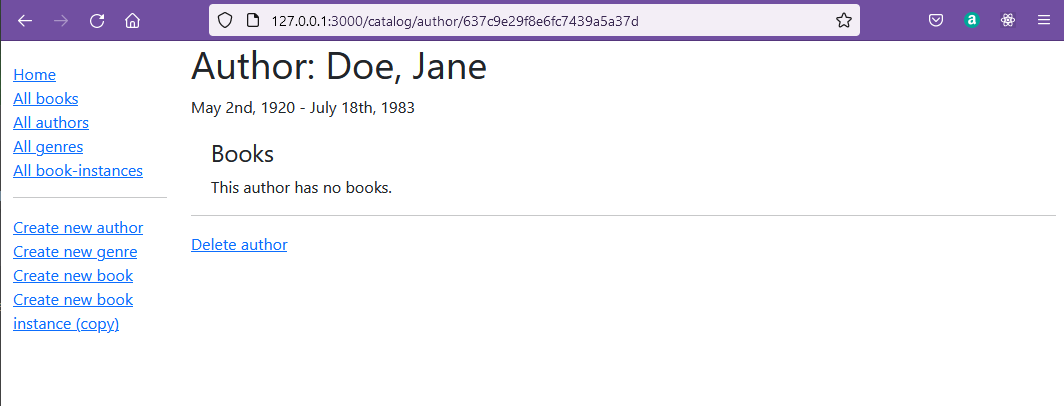 127.0.0.1:3000/catalog/author/637c9e29f8e6fc7439a5a37d
Home
All books
All authors
All genres
All book-instances
Create new author
Create new genre
Create new book
Create new book
instance (copy)
Author: Doe, Jane
May 2nd, 1920 - July 18th, 1983
Books
This author has no books.
Delete author